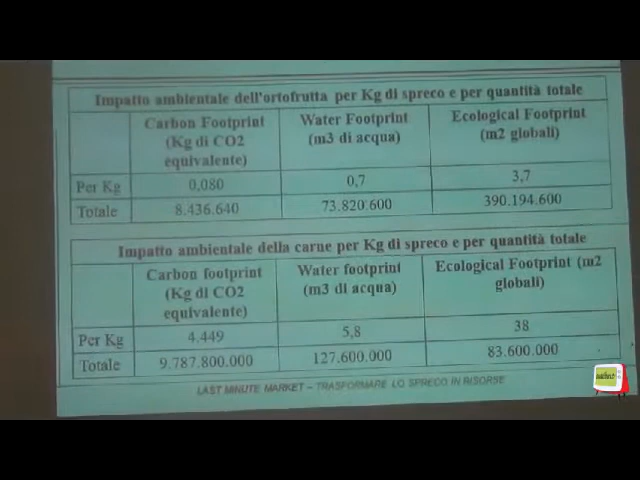 Impatto ambientale dell'ortofrutta per Kg di spreco e per quantità totale
Carbon Footprint (Kg di CO2 equivalente) Water Footprint (m3 di acqua) Ecological Footprint (m2 globali)
Per Kg 0,080 0,7 3,7
Totale 8.436.640 73.820.600 390.194.600
Impatto ambientale della carne per Kg di spreco e per quantità totale
Carbon footprint (Kg di CO2 equivalente) Water footprint (m3 di acqua) Ecological Footprint (m2 globali)
Per Kg 4.449 5,8 38
Totale 9.787.800.000 127.600.000 83.600.000
LAST MINUTE MARKET – TRASFORMARE LO SPRECO IN RISORSE